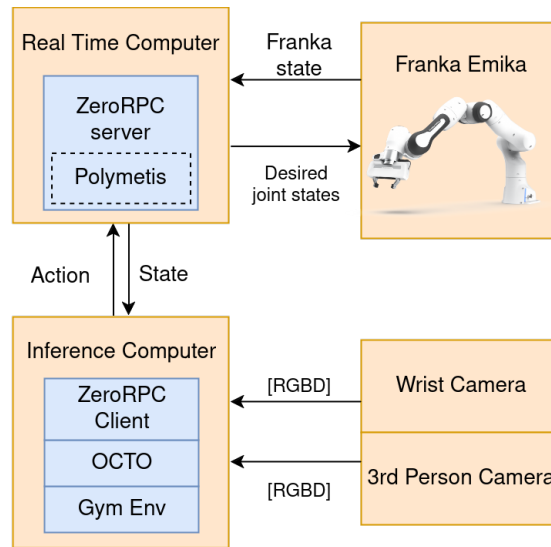 Real Time Computer
ZeroRPC
server
Polymetis
Franka
state
Desired
joint states
Franka Emika
Action
State
Inference Computer
ZeroRPC
Client
OCTO
Gym Env
[RGBD]
[RGBD]
Wrist Camera
3rd Person Camera